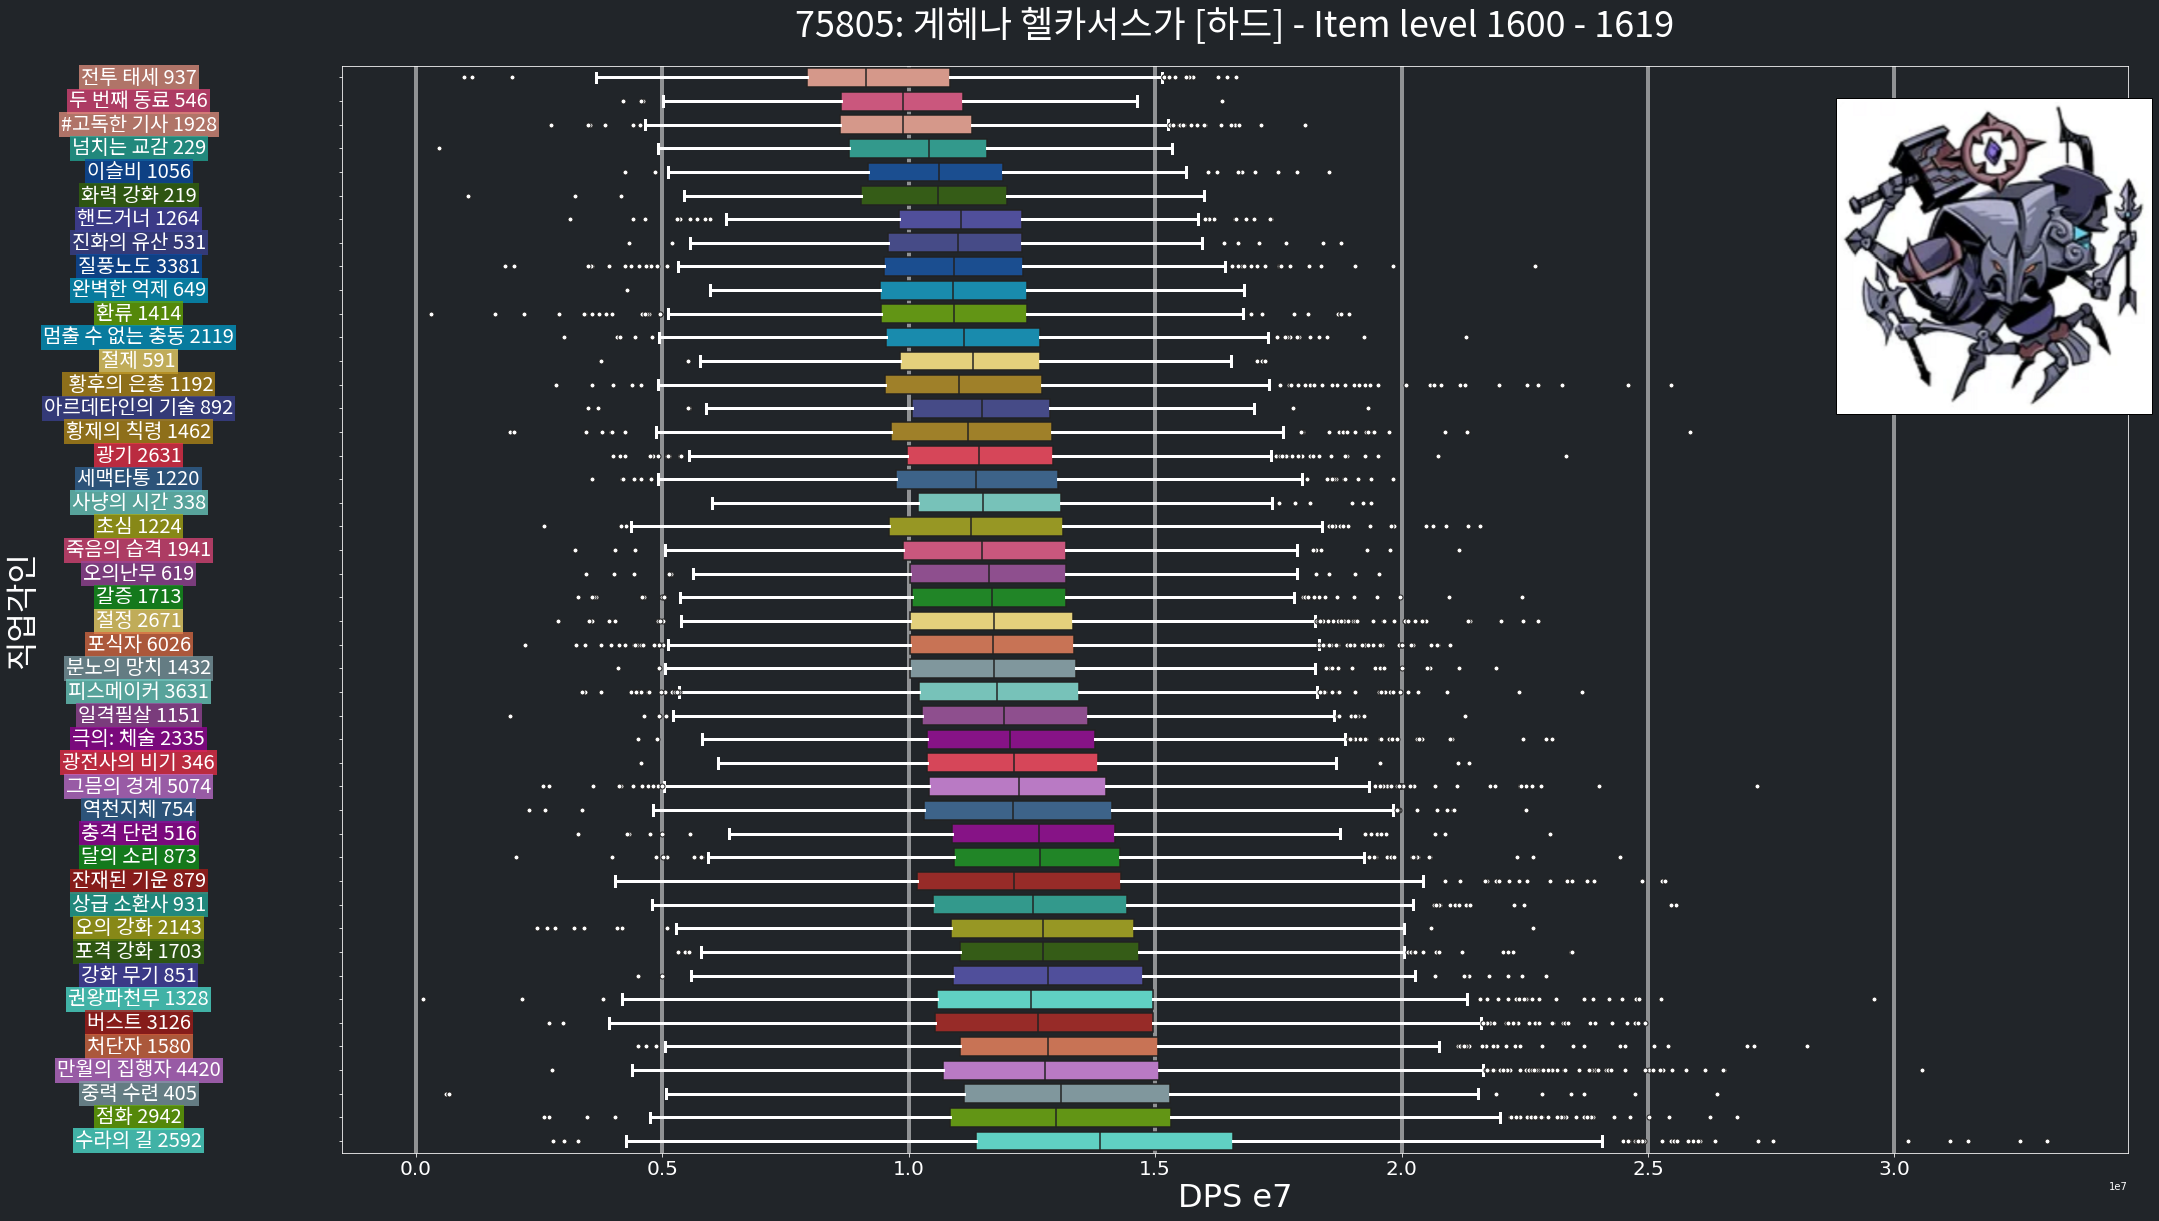 75805: 게헤나 헬카서스가 [하드] - Item level 1600 - 1619
전투 태세 937
두 번째 동료 546
#고독한 기사 1928
넘치는 교감 229
이슬비 1056
화력 강화 219
핸드거너 1264
진화의 유산 531
질풍노도 3381
완벽한 억제 649
환류 1414
멈출 수 없는 충동 2119
절제 591
황후의 은총 1192
아르데타인의 기술 892
황제의 칙령 1462
광기 2631
세맥타통 1220
사냥의 시간 338
초심 1224
죽음의 습격 1941
오의난무 619
갈증 1713
절정 2671
포식자 6026
분노의 망치 1432
피스메이커 3631
일격필살 1151
극의: 체술 2335
광전사의 비기 346
그믐의 경계 5074
역천지체 754
충격 단련 516
달의 소리 873
잔재된 기운 879
상급 소환사 931
오의 강화 2143
포격 강화 1703
강화 무기 851
권왕파천무 1328
버스트 3126
처단자 1580
만월의 집행자 4420
중력 수련 405
점화 2942
수라의 길 2592
직업각인
0.0 0.5 1.0 1.5 2.0 2.5 3.0
DPS e7
1e7